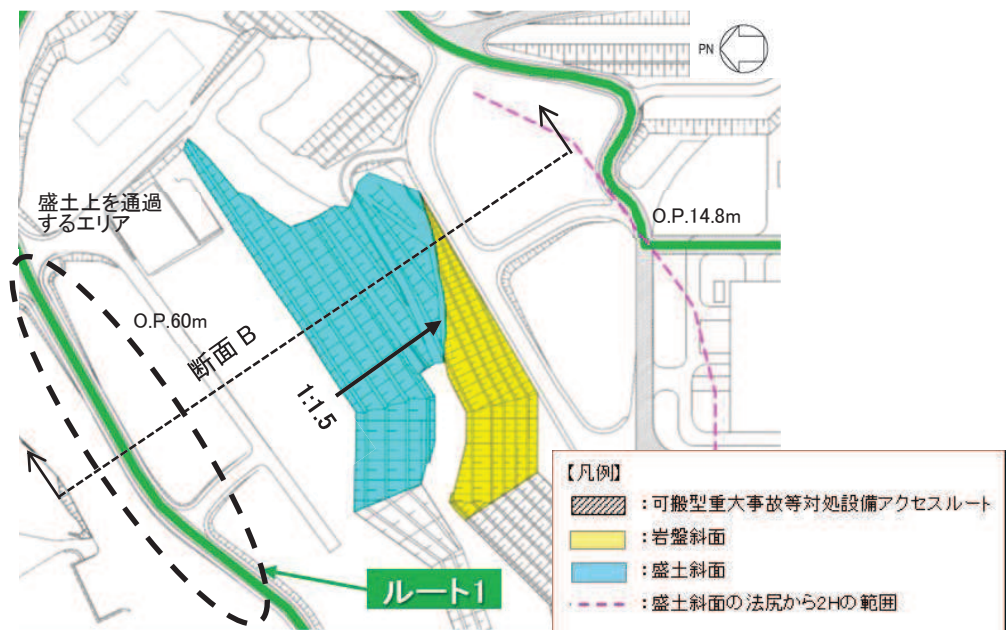 PN
盛土上を通過
するエリア
O.P.14.8m
O.P.60m
断面 B
1:1.5
ルート1
【凡例】
：可搬型重大事故等対処設備アクセスルート
：岩盤斜面
：盛土斜面
：盛土斜面の法尻から2Hの範囲